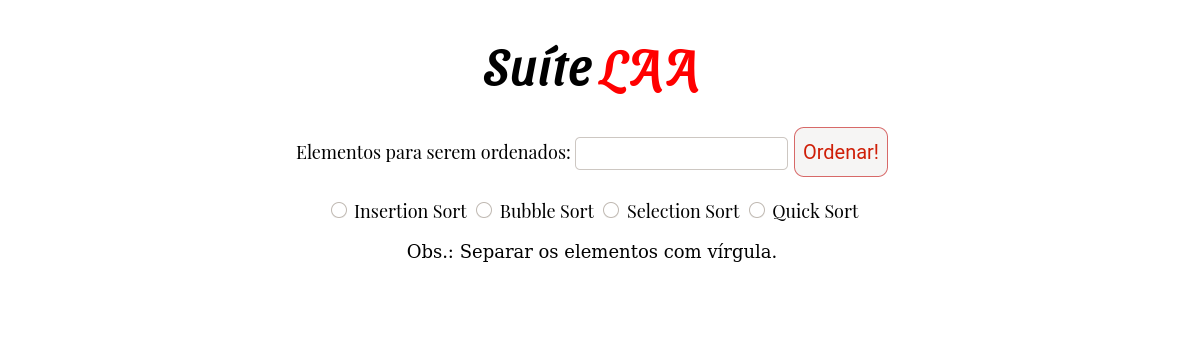 Suíte LAA
Elementos para serem ordenados: Ordenar!
Insertion Sort Bubble Sort Selection Sort Quick Sort
Obs.: Separar os elementos com vírgula.